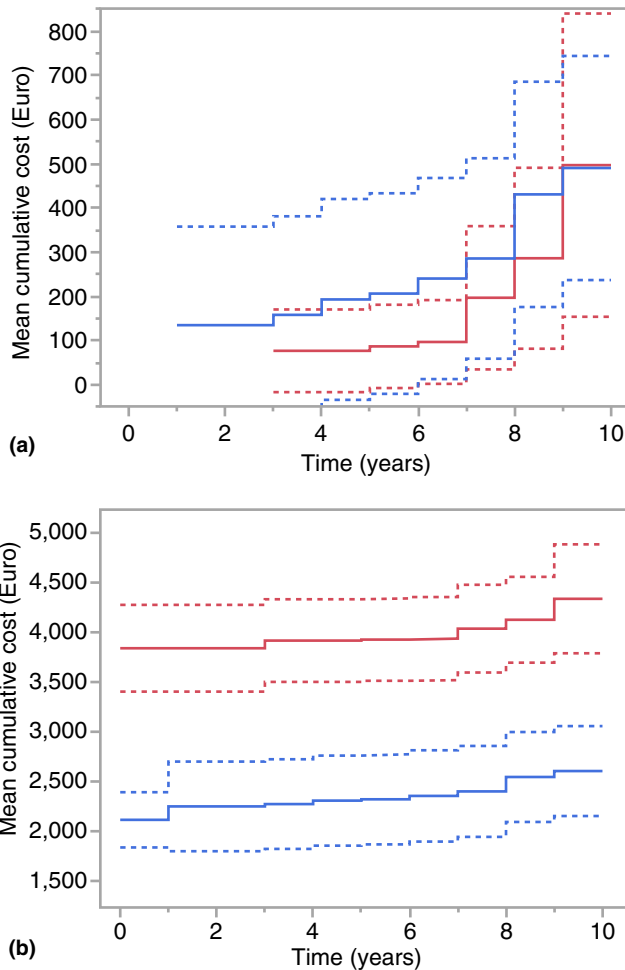 Mean cumulative cost (Euro)
800
700
600
500
400
300
200
100
0
0 2 4 6 8 10
Time (years)
(a)
Mean cumulative cost (Euro)
5,000
4,500
4,000
3,500
3,000
2,500
2,000
1,500
0 2 4 6 8 10
Time (years)
(b)